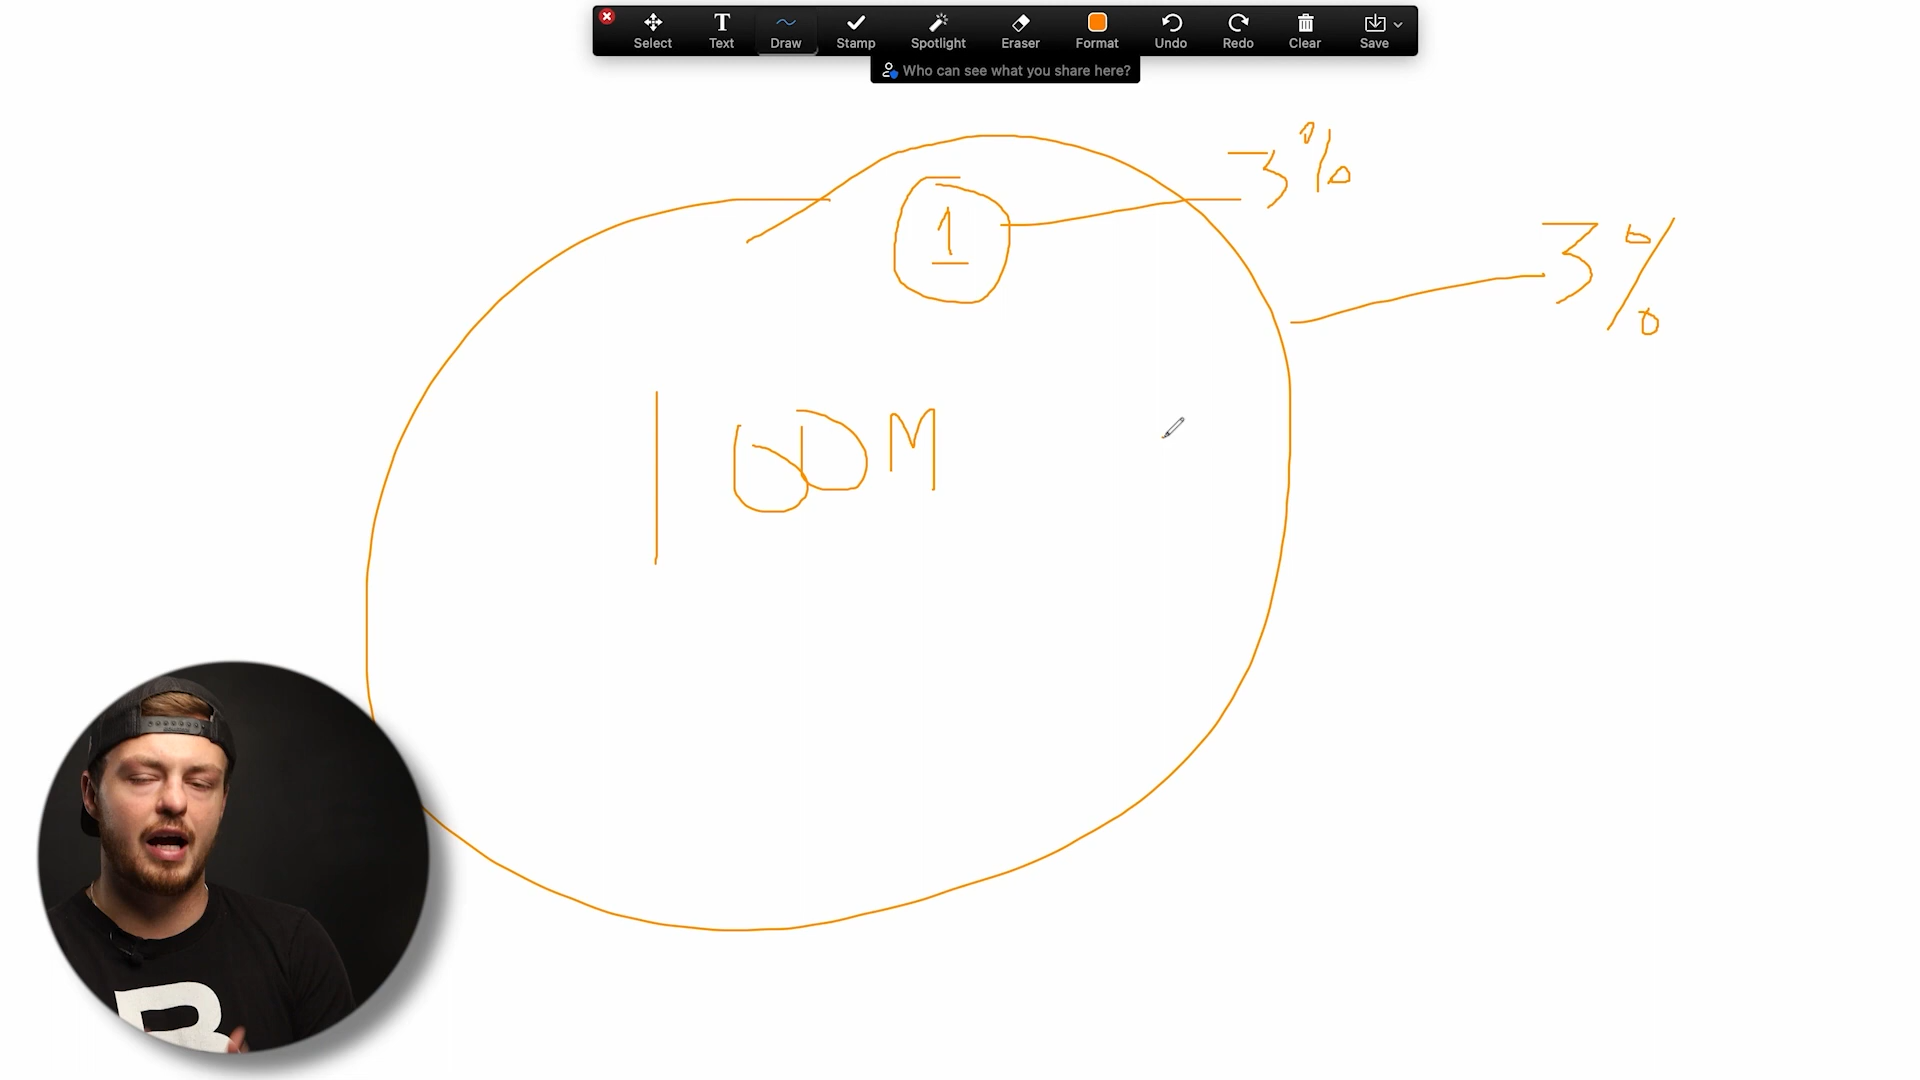 Select Text Draw Stamp Spotlight Eraser Format Undo Redo Clear Save
Who can see what you share here?
3%
1
3%
100M
B